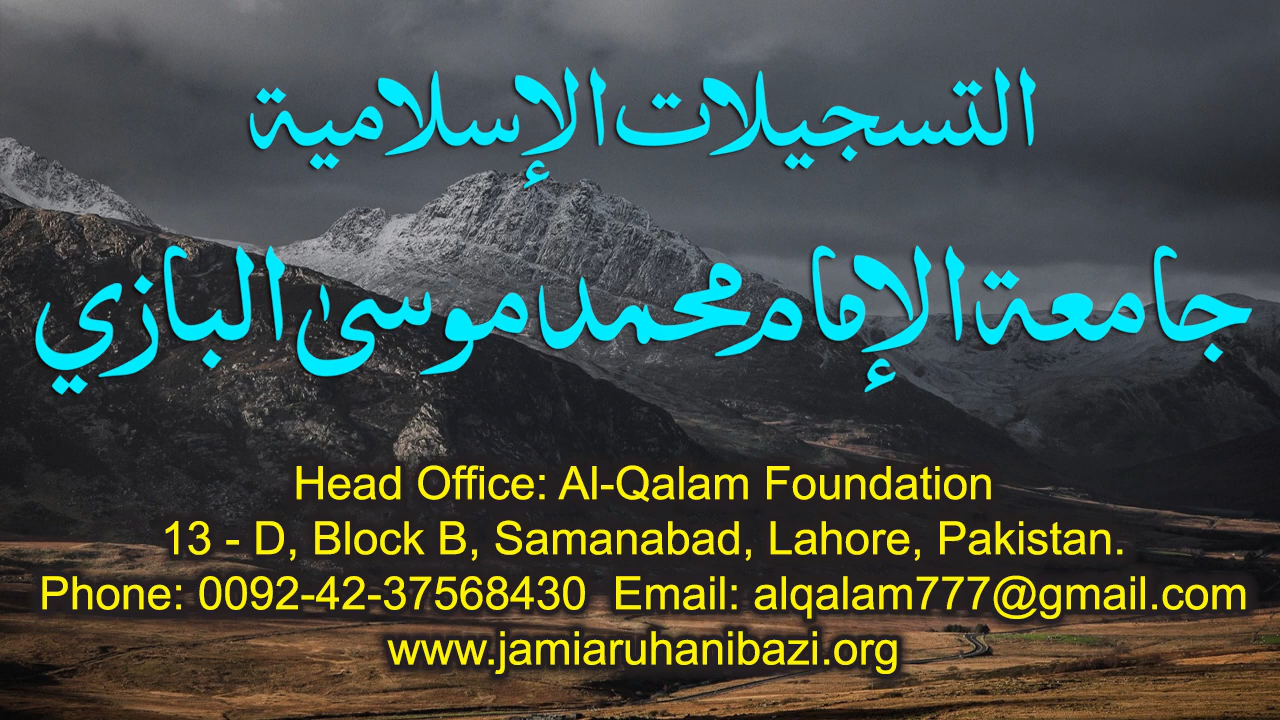 التسجيلات الإسلامية
جامعة الإمام محمد موسىٰ البازي
Head Office: Al-Qalam Foundation
13 - D, Block B, Samanabad, Lahore, Pakistan.
Phone: 0092-42-37568430 Email: alqalam777@gmail.com
www.jamiaruhanibazi.org